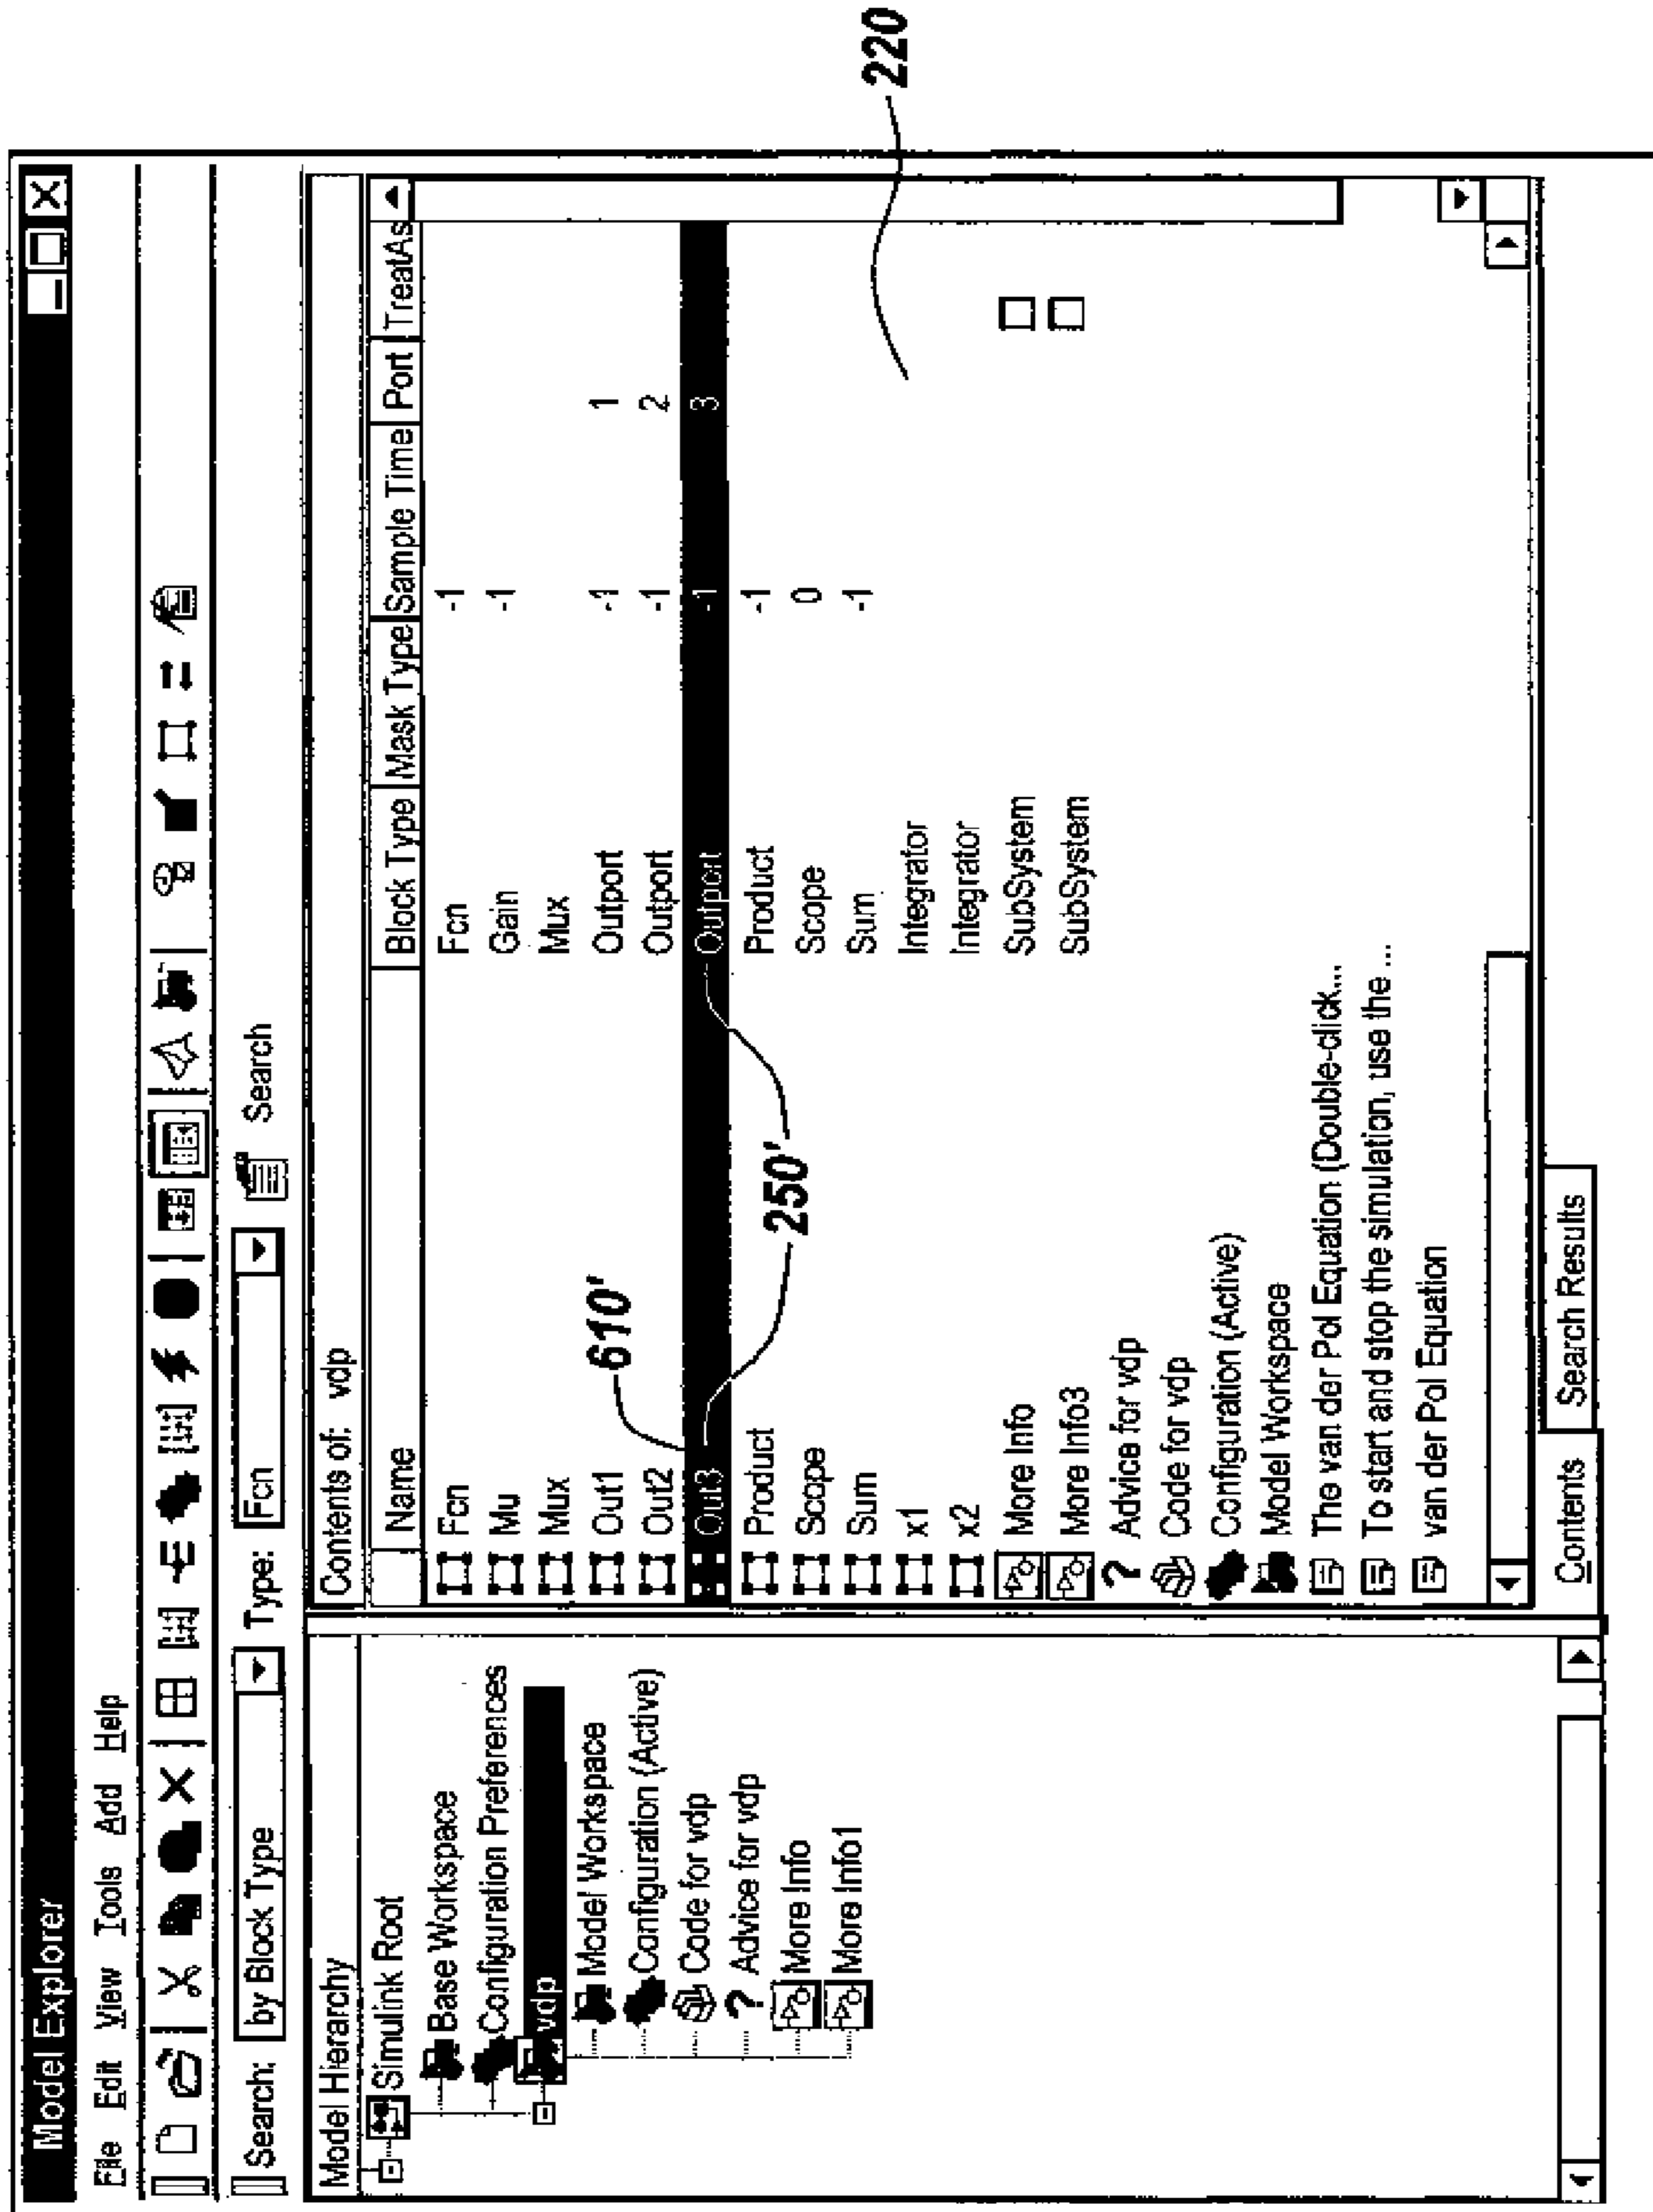 Model Explorer
File Edit View Tools Add Help
Search: by Block Type Type: Fcn Search
Model Hierarchy
Simulink Root
Base Workspace
Configuration Preferences
vdp
Model Workspace
Configuration (Active)
Code for vdp
Advice for vdp
More Info
More Info1
Contents of: vdp
Name Block Type Mask Type Sample Time Port TreatAs
Fcn Fcn -1
Mu Gain -1
Mux Mux
Out1 Outport -1 1
Out2 Outport -1 2
Out3 Outport -1 3
Product Product -1
Scope Scope 0
Sum Sum -1
x1 Integrator
x2 Integrator
More Info SubSystem
More Info3 SubSystem
Advice for vdp
Code for vdp
Configuration (Active)
Model Workspace
The van der Pol Equation (Double-click...
To start and stop the simulation, use the ...
van der Pol Equation
Contents Search Results
610'
250'
220